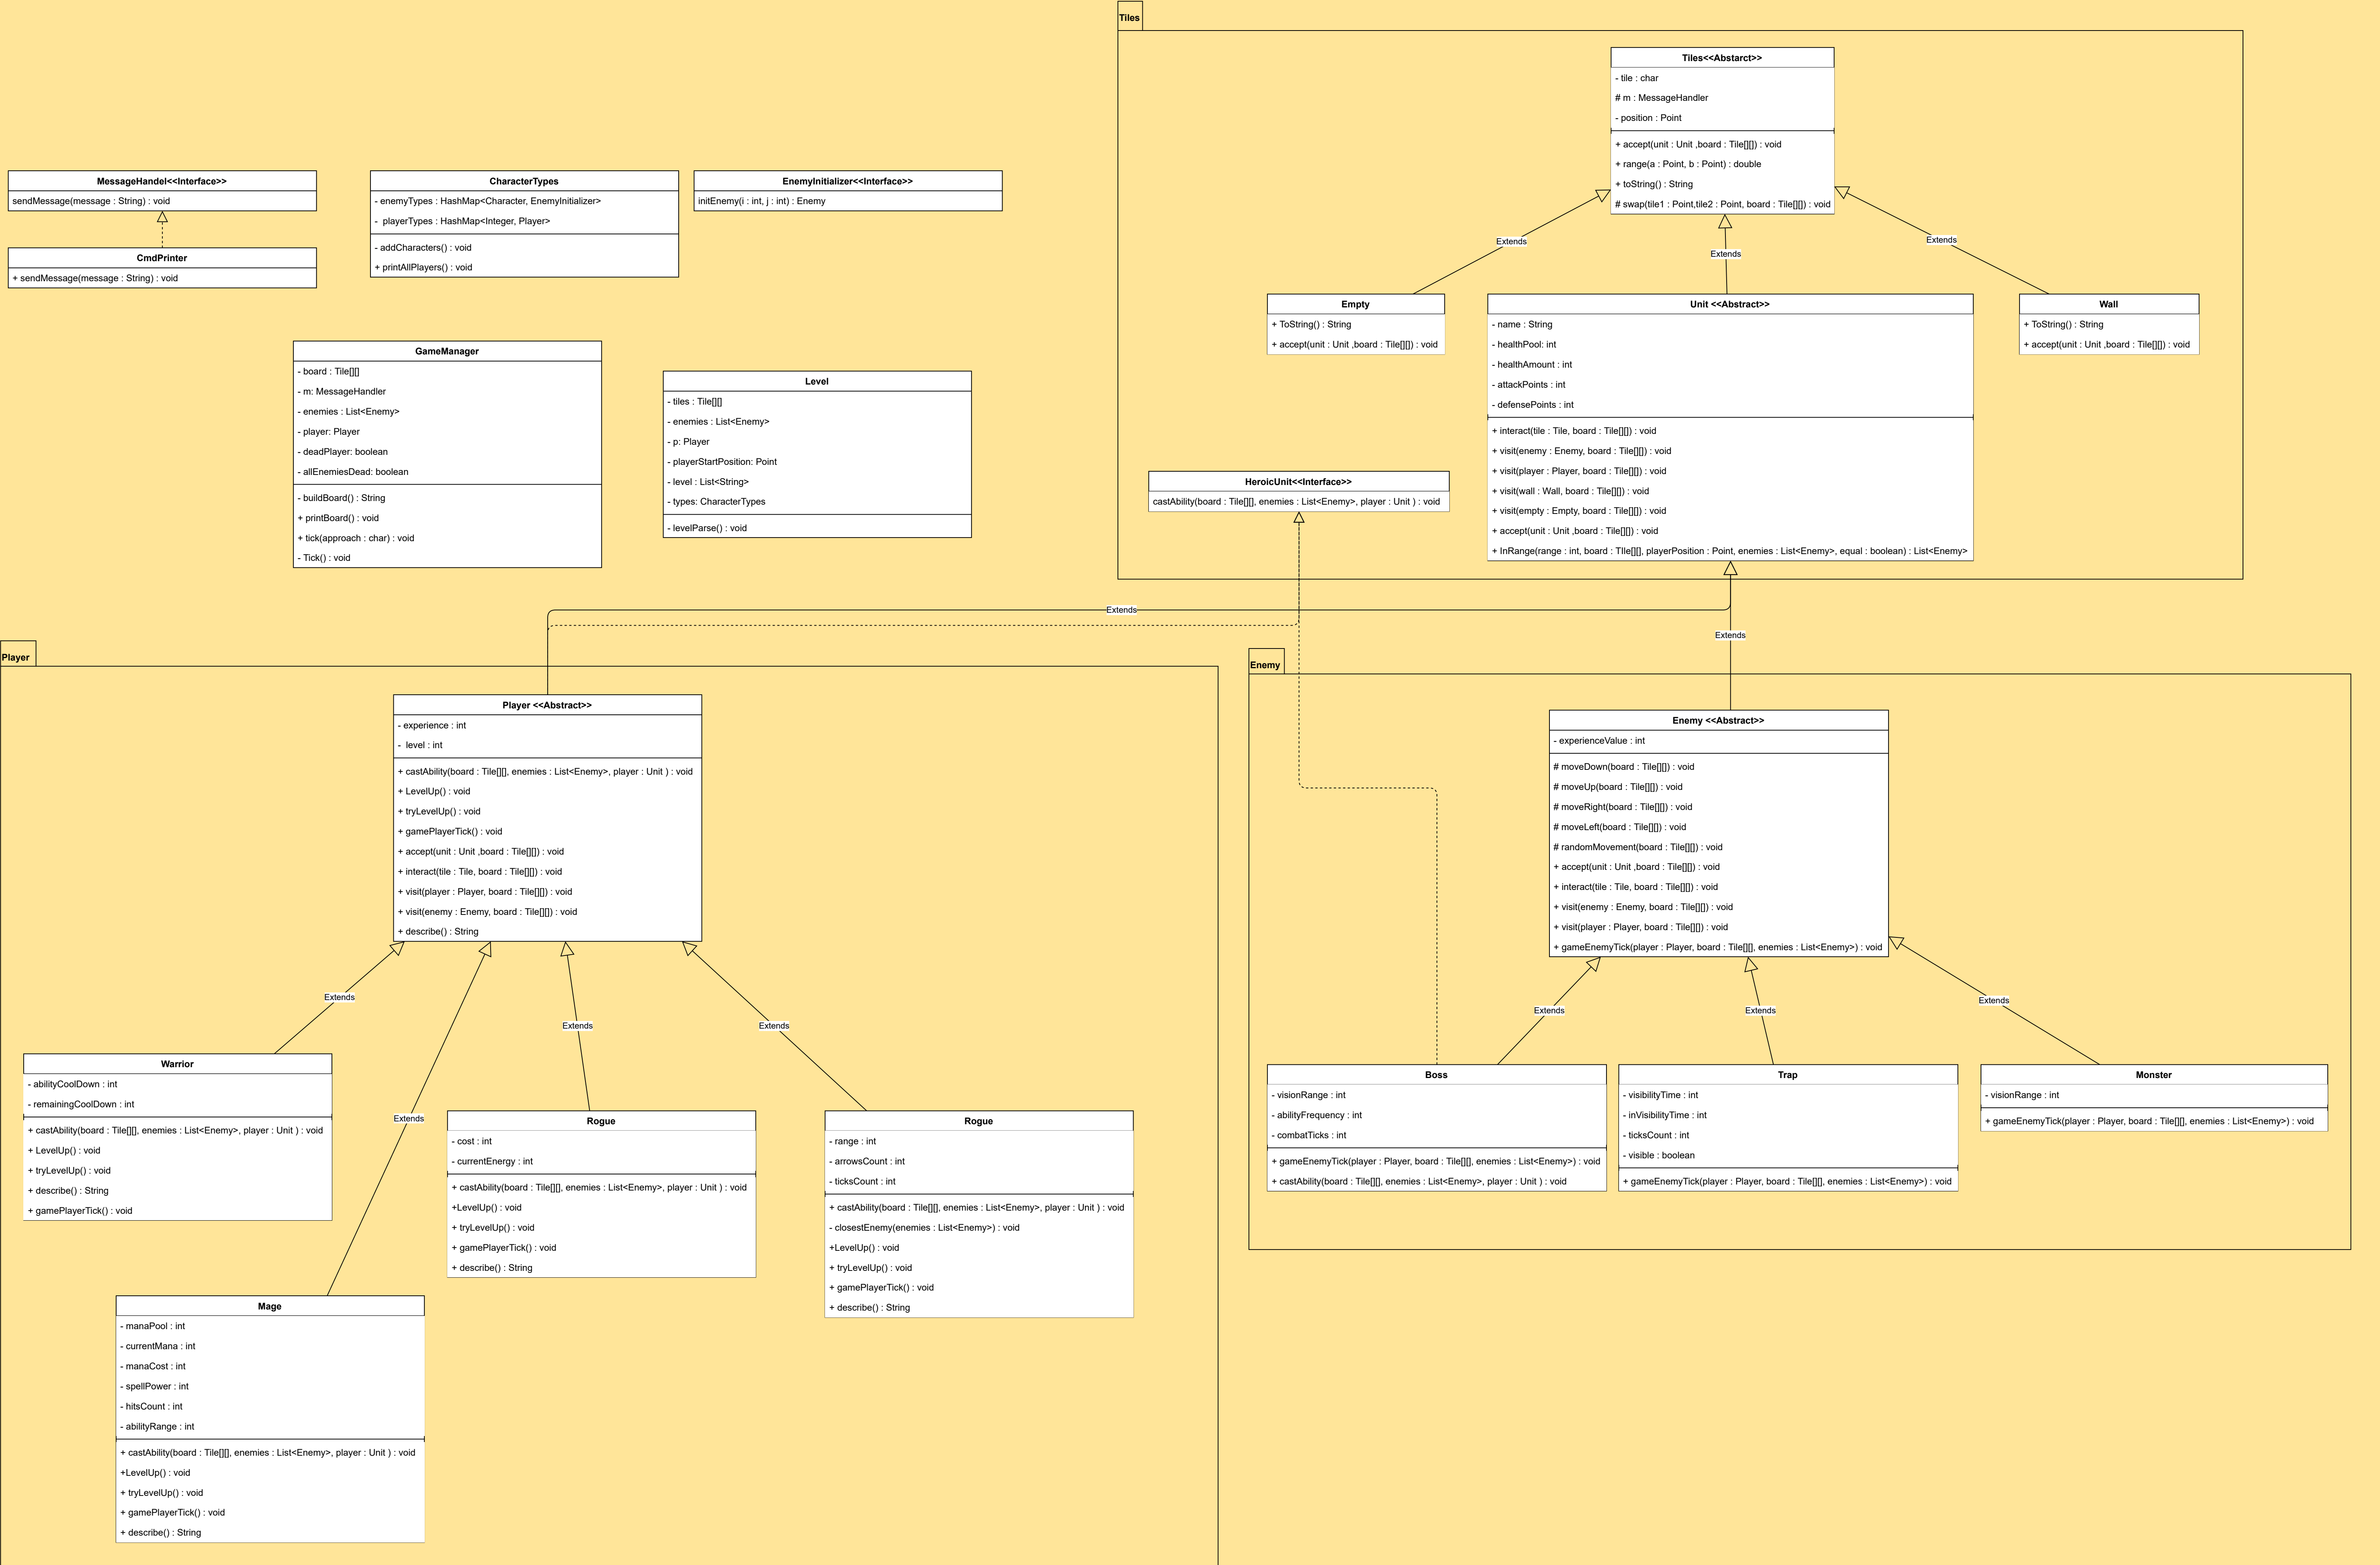 Tiles
Tiles<<Abstarct>>
- tile : char
# m : MessageHandler
- position : Point
+ accept(unit : Unit ,board : Tile[][]) : void
+ range(a : Point, b : Point) : double
+ toString() : String
# swap(tile1 : Point,tile2 : Point, board : Tile[][]) : void
MessageHandel<<Interface>>
sendMessage(message : String) : void
CmdPrinter
+ sendMessage(message : String) : void
CharacterTypes
- enemyTypes : HashMap<Character, EnemyInitializer>
-  playerTypes : HashMap<Integer, Player>
- addCharacters() : void
+ printAllPlayers() : void
EnemyInitializer<<Interface>>
initEnemy(i : int, j : int) : Enemy
Extends
Extends
Extends
Empty
+ ToString() : String
+ accept(unit : Unit ,board : Tile[][]) : void
Unit <<Abstract>>
- name : String
- healthPool: int
- healthAmount : int
- attackPoints : int
- defensePoints : int
+ interact(tile : Tile, board : Tile[][]) : void
+ visit(enemy : Enemy, board : Tile[][]) : void
+ visit(player : Player, board : Tile[][]) : void
+ visit(wall : Wall, board : Tile[][]) : void
+ visit(empty : Empty, board : Tile[][]) : void
+ accept(unit : Unit ,board : Tile[][]) : void
+ InRange(range : int, board : TIle[][], playerPosition : Point, enemies : List<Enemy>, equal : boolean) : List<Enemy>
Wall
+ ToString() : String
+ accept(unit : Unit ,board : Tile[][]) : void
GameManager
- board : Tile[][]
- m: MessageHandler
- enemies : List<Enemy>
- player: Player
- deadPlayer: boolean
- allEnemiesDead: boolean
- buildBoard() : String
+ printBoard() : void
+ tick(approach : char) : void
- Tick() : void
Level
- tiles : Tile[][]
- enemies : List<Enemy>
- p: Player
- playerStartPosition: Point
- level : List<String>
- types: CharacterTypes
- levelParse() : void
HeroicUnit<<Interface>>
castAbility(board : Tile[][], enemies : List<Enemy>, player : Unit ) : void
Extends
Extends
Player
Player <<Abstract>>
- experience : int
-  level : int
+ castAbility(board : Tile[][], enemies : List<Enemy>, player : Unit ) : void
+ LevelUp() : void
+ tryLevelUp() : void
+ gamePlayerTick() : void
+ accept(unit : Unit ,board : Tile[][]) : void
+ interact(tile : Tile, board : Tile[][]) : void
+ visit(player : Player, board : Tile[][]) : void
+ visit(enemy : Enemy, board : Tile[][]) : void
+ describe() : String
Extends
Extends
Extends
Extends
Warrior
- abilityCoolDown : int
- remainingCoolDown : int
+ castAbility(board : Tile[][], enemies : List<Enemy>, player : Unit ) : void
+ LevelUp() : void
+ tryLevelUp() : void
+ describe() : String
+ gamePlayerTick() : void
Rogue
- cost : int
- currentEnergy : int
+ castAbility(board : Tile[][], enemies : List<Enemy>, player : Unit ) : void
+LevelUp() : void
+ tryLevelUp() : void
+ gamePlayerTick() : void
+ describe() : String
Rogue
- range : int
- arrowsCount : int
- ticksCount : int
+ castAbility(board : Tile[][], enemies : List<Enemy>, player : Unit ) : void
- closestEnemy(enemies : List<Enemy>) : void
+LevelUp() : void
+ tryLevelUp() : void
+ gamePlayerTick() : void
+ describe() : String
Mage
- manaPool : int
- currentMana : int
- manaCost : int
- spellPower : int
- hitsCount : int
- abilityRange : int
+ castAbility(board : Tile[][], enemies : List<Enemy>, player : Unit ) : void
+LevelUp() : void
+ tryLevelUp() : void
+ gamePlayerTick() : void
+ describe() : String
Enemy
Enemy <<Abstract>>
- experienceValue : int
# moveDown(board : Tile[][]) : void
# moveUp(board : Tile[][]) : void
# moveRight(board : Tile[][]) : void
# moveLeft(board : Tile[][]) : void
# randomMovement(board : Tile[][]) : void
+ accept(unit : Unit ,board : Tile[][]) : void
+ interact(tile : Tile, board : Tile[][]) : void
+ visit(enemy : Enemy, board : Tile[][]) : void
+ visit(player : Player, board : Tile[][]) : void
+ gameEnemyTick(player : Player, board : Tile[][], enemies : List<Enemy>) : void
Extends
Extends
Extends
Boss
- visionRange : int
- abilityFrequency : int
- combatTicks : int
+ gameEnemyTick(player : Player, board : Tile[][], enemies : List<Enemy>) : void
+ castAbility(board : Tile[][], enemies : List<Enemy>, player : Unit ) : void
Trap
- visibilityTime : int
- inVisibilityTime : int
- ticksCount : int
- visible : boolean
+ gameEnemyTick(player : Player, board : Tile[][], enemies : List<Enemy>) : void
Monster
- visionRange : int
+ gameEnemyTick(player : Player, board : Tile[][], enemies : List<Enemy>) : void